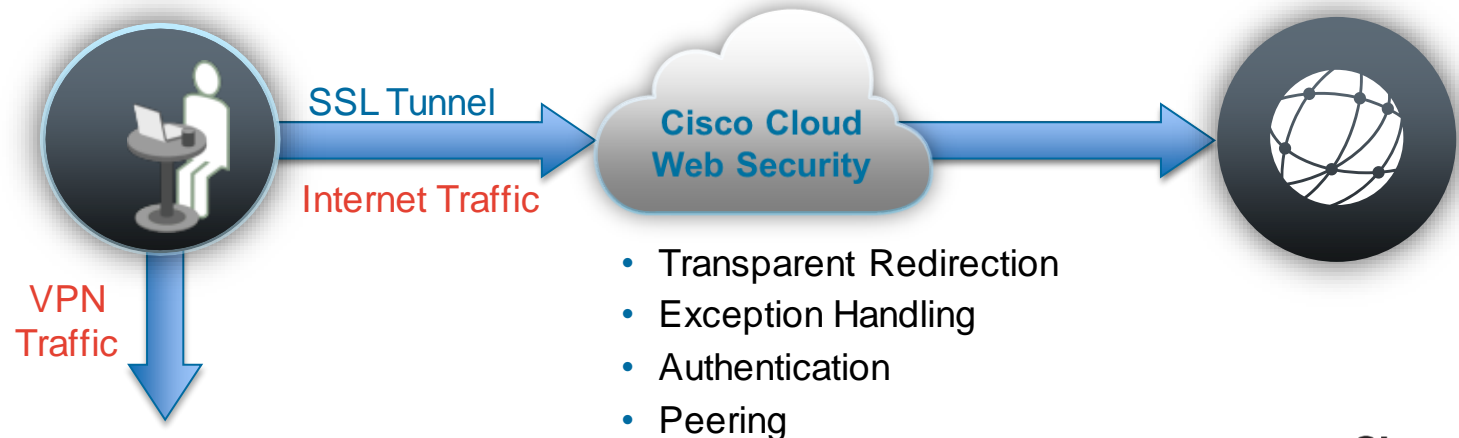 SSL Tunnel
Internet Traffic
Cisco Cloud
Web Security
VPN
Traffic
• Transparent Redirection
• Exception Handling
• Authentication
• Peering